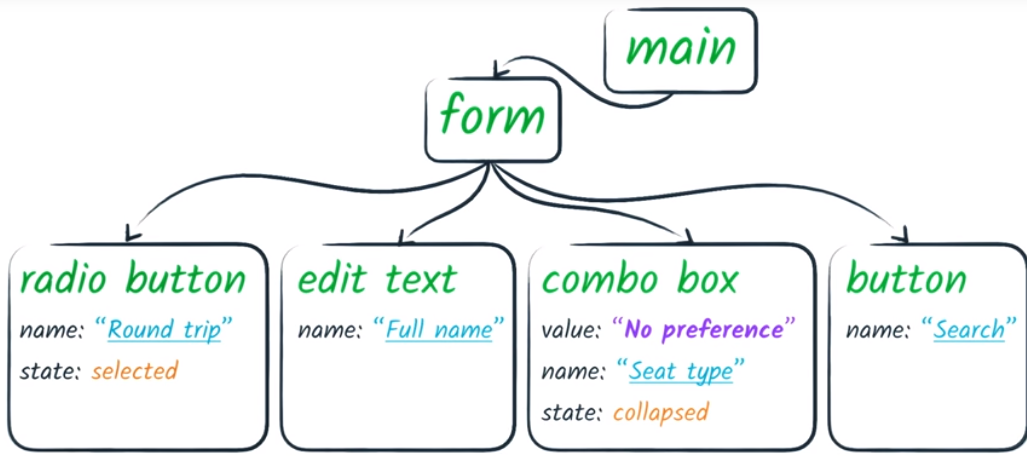 main
form
radio button
name: “Round trip”
state: selected
edit text
name: “Full name”
combo box
value: “No preference”
name: “Seat type”
state: collapsed
button
name: “Search”